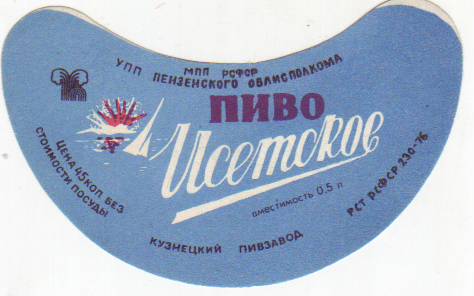 МПП РСФСР
УПП ПЕНЗЕНСКОГО ОБЛИСПОЛКОМА
ПИВО
Исетское
ЦЕНА 45 КОП БЕЗ
СТОИМОСТИ ПОСУДЫ
вместимость 0.5 л
РСТ РСФСР 230-76
КУЗНЕЦКИЙ ПИВЗАВОД